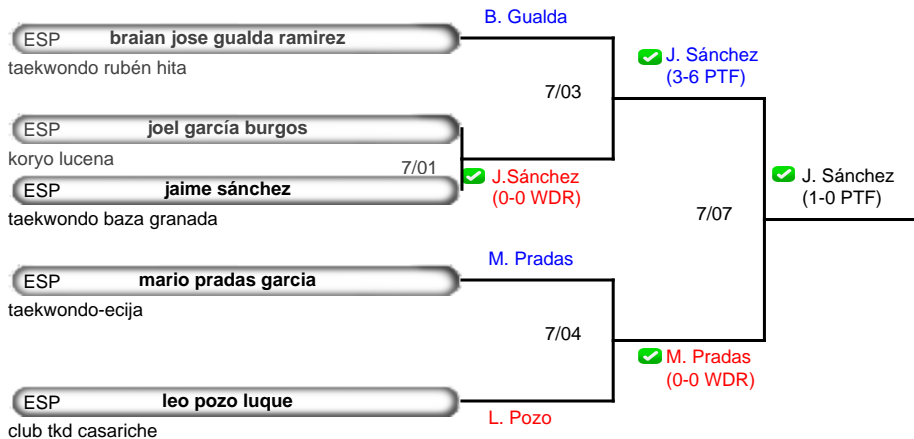 B. Gualda
ESP braian jose gualda ramirez
taekwondo rubén hita
J. Sánchez
(3-6 PTF)
7/03
ESP joel garcía burgos
koryo lucena
7/01
J.Sánchez
(0-0 WDR)
ESP jaime sánchez
taekwondo baza granada
J. Sánchez
(1-0 PTF)
7/07
M. Pradas
ESP mario pradas garcia
taekwondo-ecija
7/04
M. Pradas
(0-0 WDR)
ESP leo pozo luque
L. Pozo
club tkd casariche